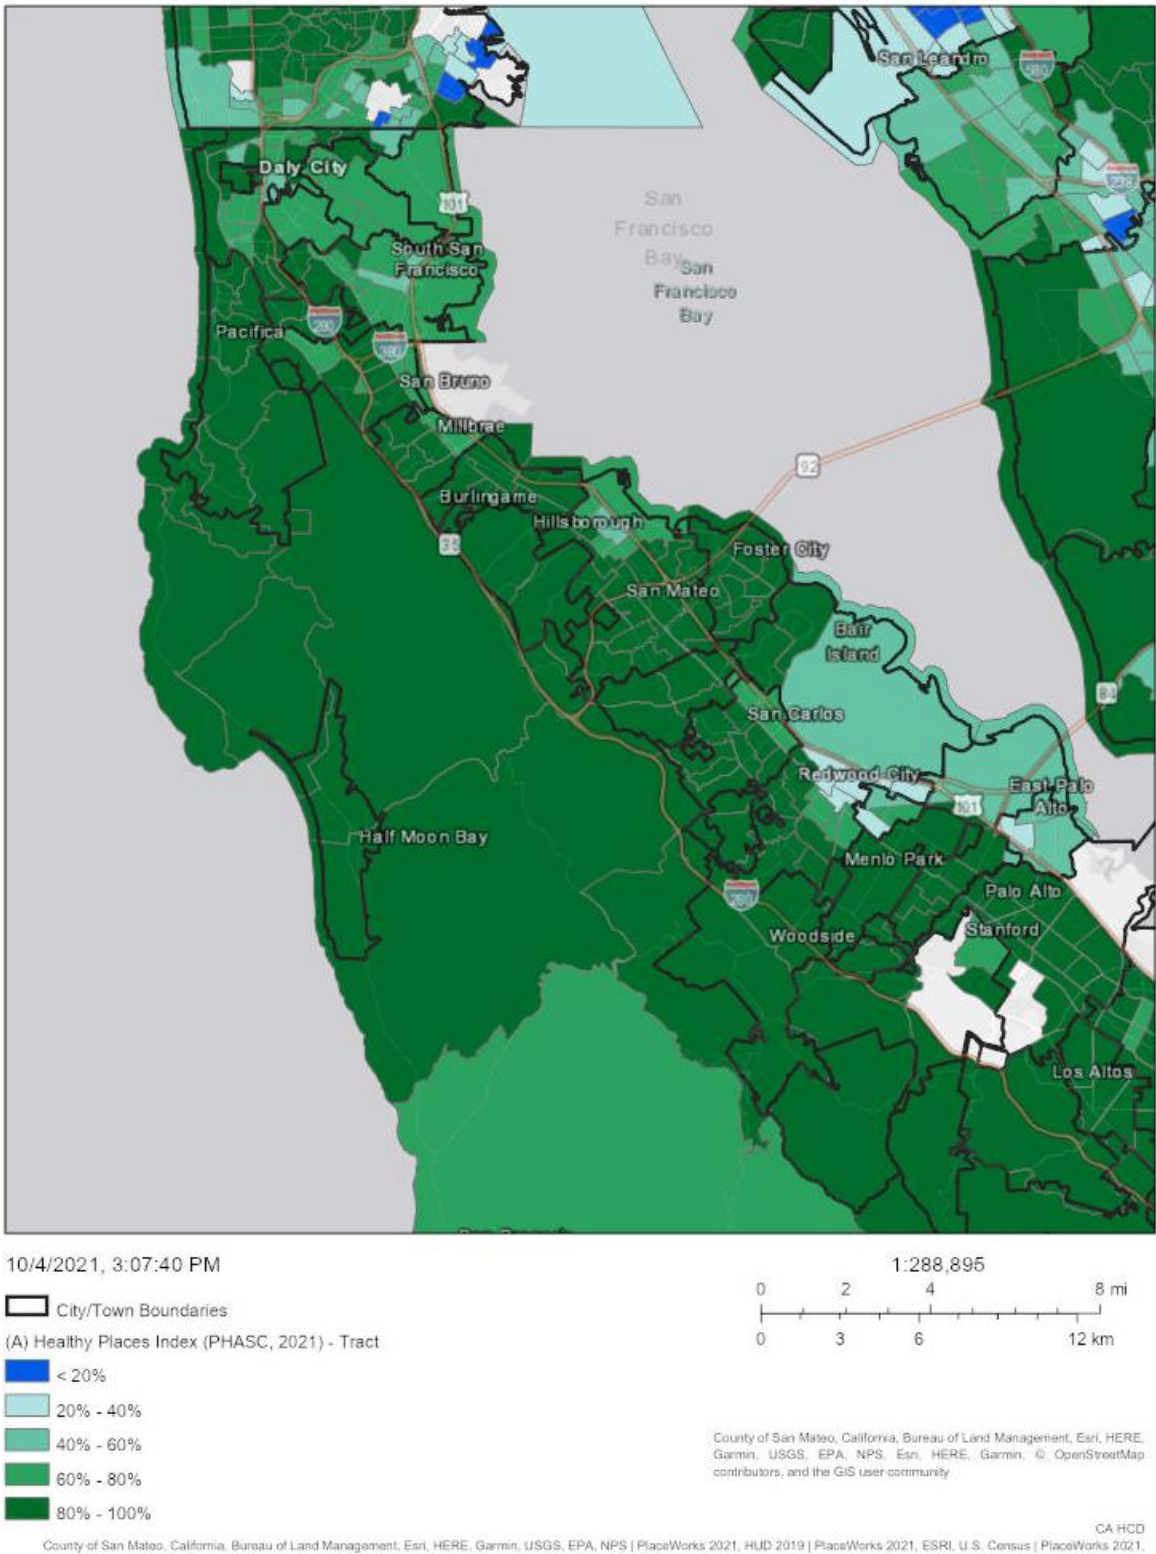 San Leandro
580
Daly City
238
101
San
Francisco
Bay
San
Francisco
Bay
South San
Francisco
Pacifica
280
380
San Bruno
Millbrae
92
Burlingame
Hillsborough
35
Foster City
San Mateo
Bair
Island
84
San Carlos
Redwood City
East Palo
Alto
101
Half Moon Bay
Menlo Park
Palo Alto
280
Woodside
Stanford
Los Altos
10/4/2021, 3:07:40 PM
1:288,895
0 2 4 8 mi
0 3 6 12 km
City/Town Boundaries
(A) Healthy Places Index (PHASC, 2021) - Tract
< 20%
20% - 40%
40% - 60%
60% - 80%
80% - 100%
County of San Mateo, California, Bureau of Land Management, Esri, HERE,
Garmin, USGS, EPA, NPS, Esri, HERE, Garmin, © OpenStreetMap
contributors, and the GIS user community
CA HCD
County of San Mateo, California, Bureau of Land Management, Esri, HERE, Garmin, USGS, EPA, NPS | PlaceWorks 2021, HUD 2019 | PlaceWorks 2021, ESRI, U.S. Census | PlaceWorks 2021,